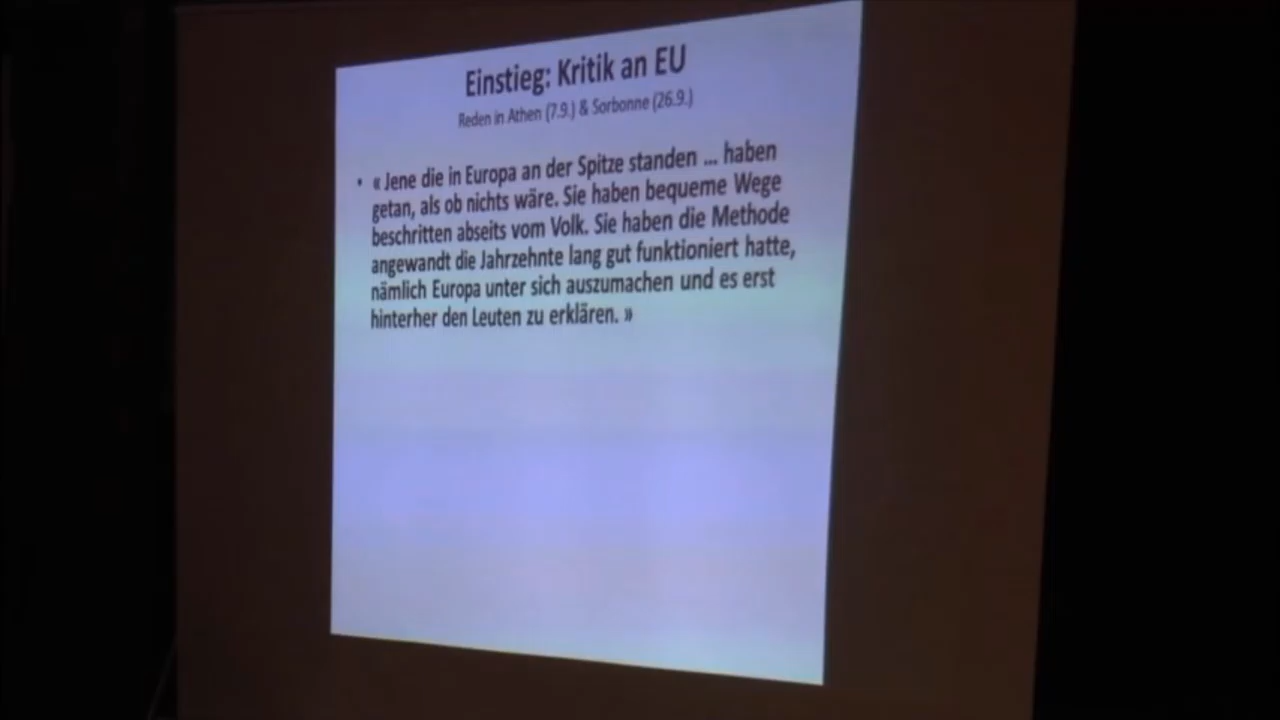 Einstieg: Kritik an EU
Reden in Athen (7.9.) & Sorbonne (26.9.)
• « Jene die in Europa an der Spitze standen ... haben
getan, als ob nichts wäre. Sie haben bequeme Wege
beschritten abseits vom Volk. Sie haben die Methode
angewandt die Jahrzehnte lang gut funktioniert hatte,
nämlich Europa unter sich auszumachen und es erst
hinterher den Leuten zu erklären. »